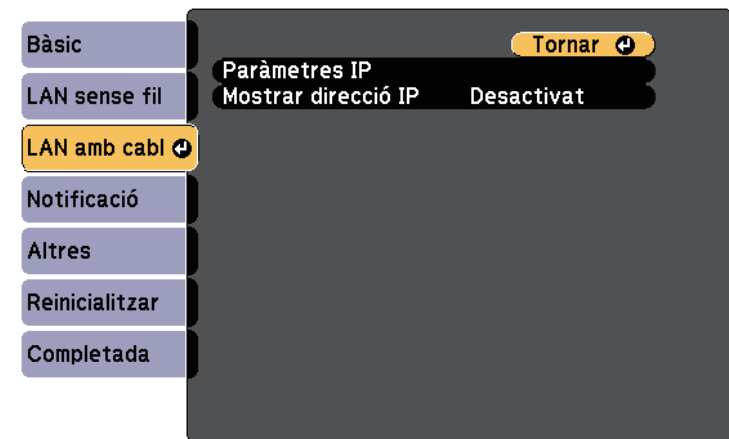 Bàsic
LAN sense fil
LAN amb cabl
Notificació
Altres
Reinicialitzar
Completada
Tornar
Paràmetres IP
Mostrar direcció IP Desactivat